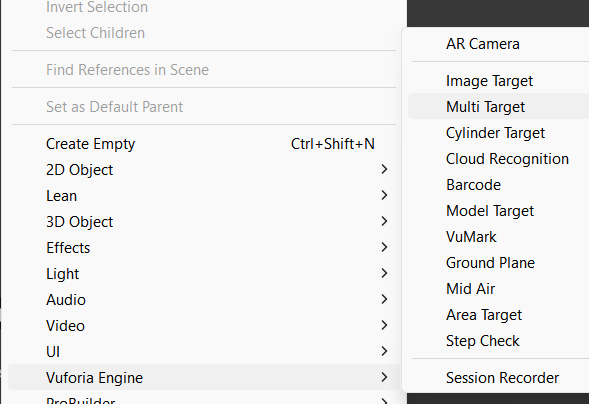 Invert Selection
Select Children
Find References in Scene
Set as Default Parent
Create Empty Ctrl+Shift+N
2D Object
Lean
3D Object
Effects
Light
Audio
Video
UI
Vuforia Engine
ProBuilder
AR Camera
Image Target
Multi Target
Cylinder Target
Cloud Recognition
Barcode
Model Target
VuMark
Ground Plane
Mid Air
Area Target
Step Check
Session Recorder